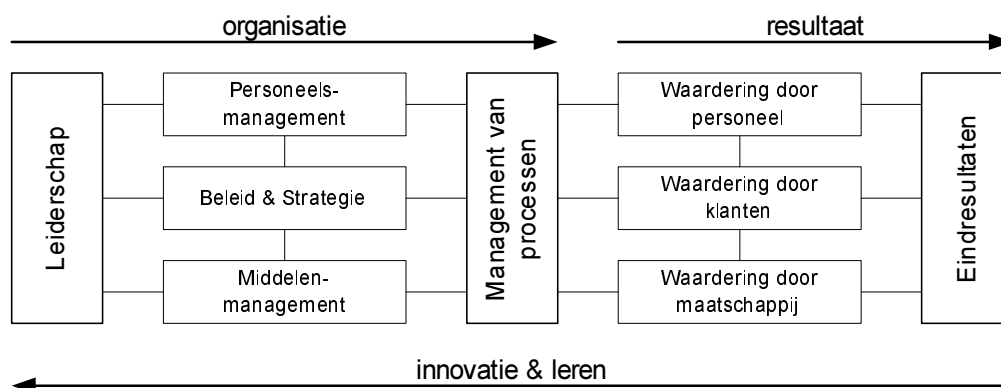 organisatie
resultaat
Leiderschap
Personeels-
management
Beleid & Strategie
Middelen-
management
Management van
processen
Waardering door
personeel
Waardering door
klanten
Waardering door
maatschappij
Eindresultaten
innovatie & leren